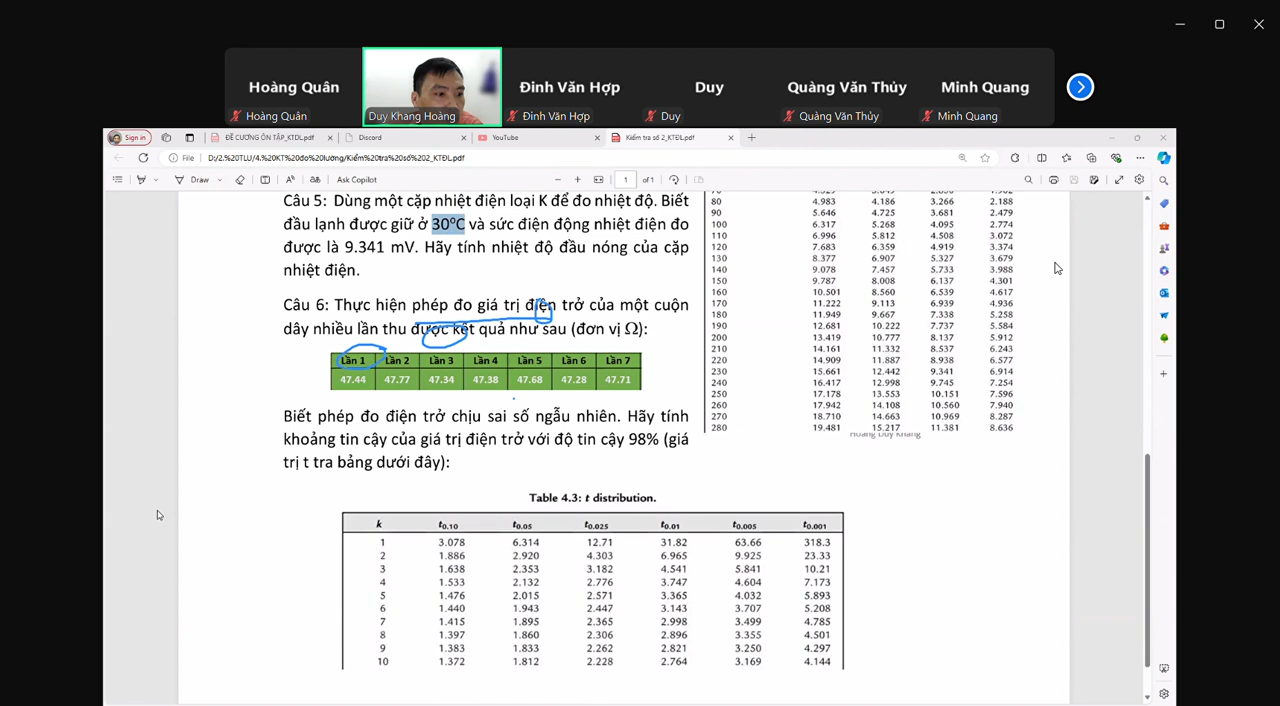 Hoàng Quân
Đinh Văn Hợp
Duy
Quàng Văn Thủy
Minh Quang
Hoàng Quân
Duy Khang Hoàng
Đinh Văn Hợp
Duy
Quàng Văn Thủy
Minh Quang
Sign in
ĐỀ CƯƠNG ÔN TẬP_KTDL.pdf
Discord
YouTube
Kiểm tra số 2_KTĐL.pdf
File
D:/2.%20TLU/4.%20KT%20do%20lường/Kiểm%20tra%20số%202_KTĐL.pdf
Draw
Ask Copilot
1
of 1
Câu 5: Dùng một cặp nhiệt điện loại K để đo nhiệt độ. Biết
đầu lạnh được giữ ở 30°C và sức điện động nhiệt điện đo
được là 9.341 mV. Hãy tính nhiệt độ đầu nóng của cặp
nhiệt điện.
Câu 6: Thực hiện phép đo giá trị điện trở của một cuộn
dây nhiều lần thu được kết quả như sau (đơn vị Ω):
Lần 1 Lần 2 Lần 3 Lần 4 Lần 5 Lần 6 Lần 7
47.44 47.77 47.34 47.38 47.68 47.28 47.71
Biết phép đo điện trở chịu sai số ngẫu nhiên. Hãy tính
khoảng tin cậy của giá trị điện trở với độ tin cậy 98% (giá
trị t tra bảng dưới đây):
80 4.983 4.186 3.266 2.188
90 5.646 4.725 3.681 2.479
100 6.317 5.268 4.095 2.774
110 6.996 5.812 4.508 3.072
120 7.683 6.359 4.919 3.374
130 8.377 6.907 5.327 3.679
140 9.078 7.457 5.733 3.988
150 9.787 8.008 6.137 4.301
160 10.501 8.560 6.539 4.617
170 11.222 9.113 6.939 4.936
180 11.949 9.667 7.338 5.258
190 12.681 10.222 7.737 5.584
200 13.419 10.777 8.137 5.912
210 14.161 11.332 8.537 6.243
220 14.909 11.887 8.938 6.577
230 15.661 12.442 9.341 6.914
240 16.417 12.998 9.745 7.254
250 17.178 13.553 10.151 7.596
260 17.942 14.108 10.560 7.940
270 18.710 14.663 10.969 8.287
280 19.481 15.217 11.381 8.636
Hoàng Duy Khang
Table 4.3: t distribution.
k t0.10 t0.05 t0.025 t0.01 t0.005 t0.001
1 3.078 6.314 12.71 31.82 63.66 318.3
2 1.886 2.920 4.303 6.965 9.925 23.33
3 1.638 2.353 3.182 4.541 5.841 10.21
4 1.533 2.132 2.776 3.747 4.604 7.173
5 1.476 2.015 2.571 3.365 4.032 5.893
6 1.440 1.943 2.447 3.143 3.707 5.208
7 1.415 1.895 2.365 2.998 3.499 4.785
8 1.397 1.860 2.306 2.896 3.355 4.501
9 1.383 1.833 2.262 2.821 3.250 4.297
10 1.372 1.812 2.228 2.764 3.169 4.144